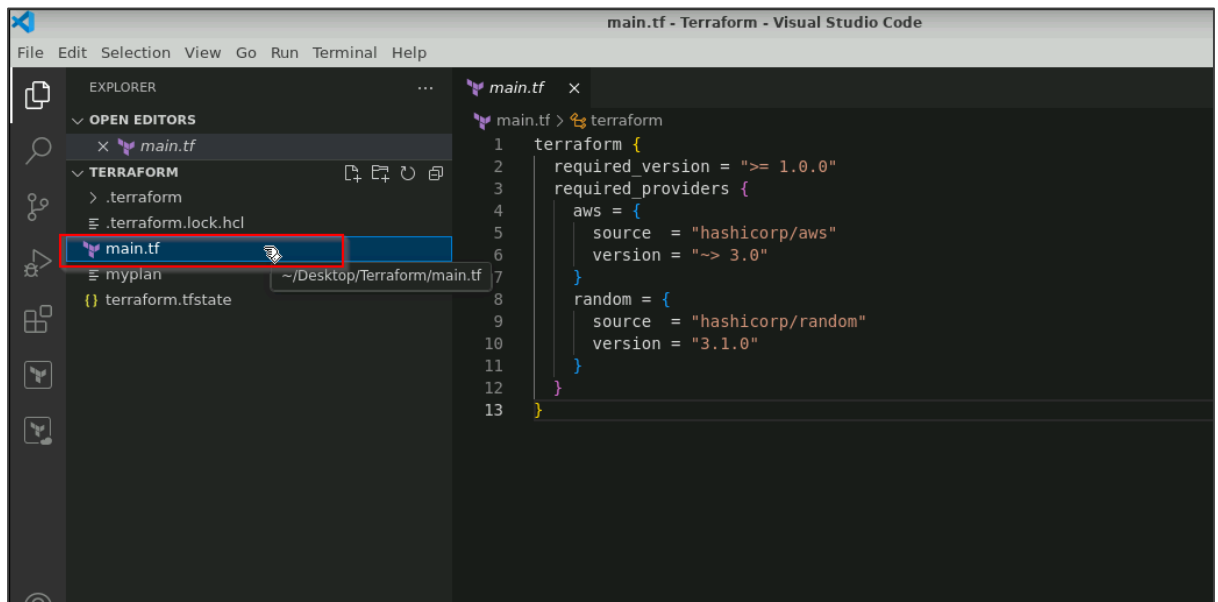 main.tf - Terraform - Visual Studio Code
File Edit Selection View Go Run Terminal Help
EXPLORER
OPEN EDITORS
main.tf
TERRAFORM
.terraform
.terraform.lock.hcl
main.tf
myplan
~/Desktop/Terraform/main.tf
terraform.tfstate
main.tf
main.tf > terraform
1 terraform {
2 required_version = ">= 1.0.0"
3 required_providers {
4 aws = {
5 source  = "hashicorp/aws"
6 version = "~> 3.0"
7 }
8 random = {
9 source  = "hashicorp/random"
10 version = "3.1.0"
11 }
12 }
13 }